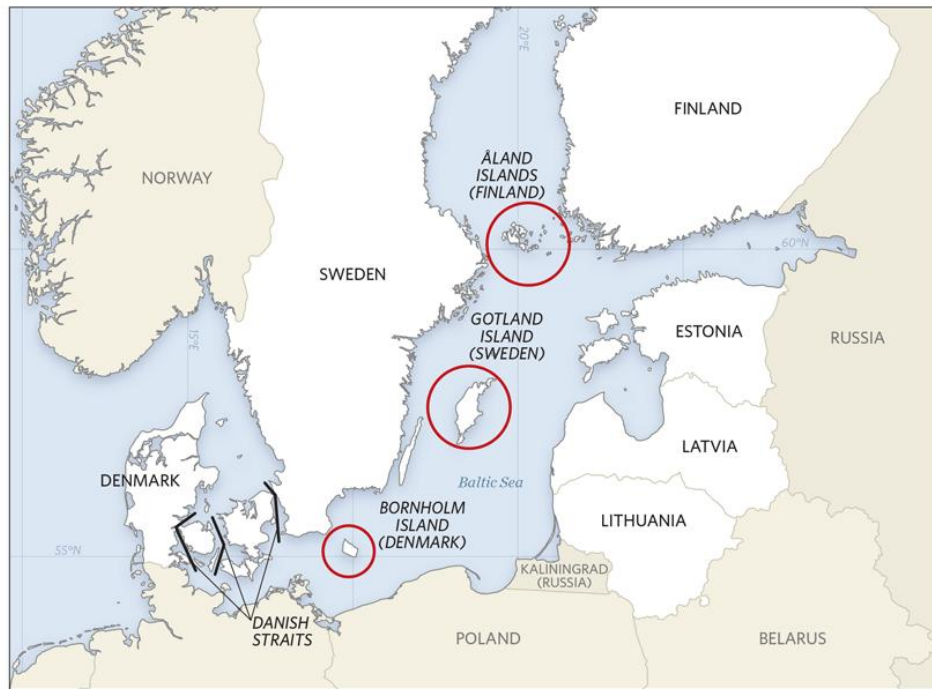 20°E
FINLAND
ÅLAND
ISLANDS
(FINLAND)
NORWAY
60°N
SWEDEN
GOTLAND
ISLAND
(SWEDEN)
ESTONIA
RUSSIA
15°E
LATVIA
DENMARK
Baltic Sea
BORNHOLM
ISLAND
(DENMARK)
LITHUANIA
55°N
KALININGRAD
(RUSSIA)
DANISH
STRAITS
POLAND
BELARUS